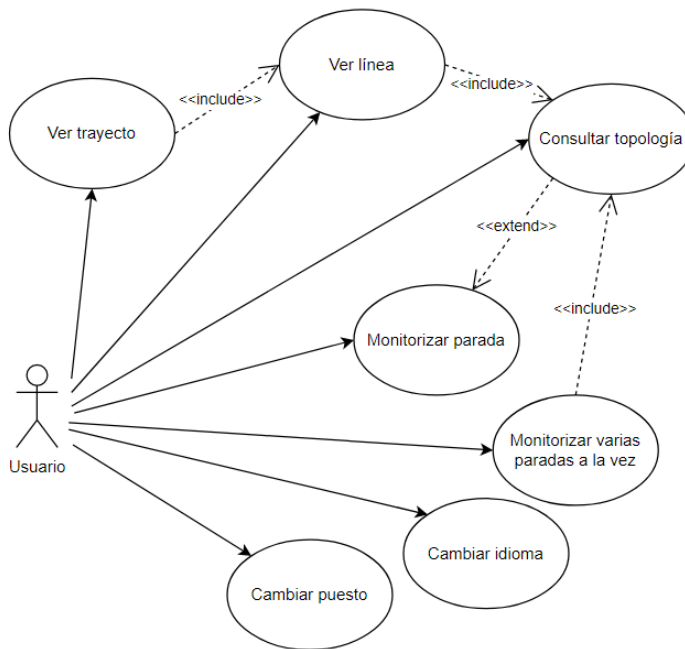 Ver línea
<<include>>
<<include>>
Ver trayecto
Consultar topología
<<extend>>
<<include>>
Monitorizar parada
Monitorizar varias
paradas a la vez
Usuario
Cambiar idioma
Cambiar puesto